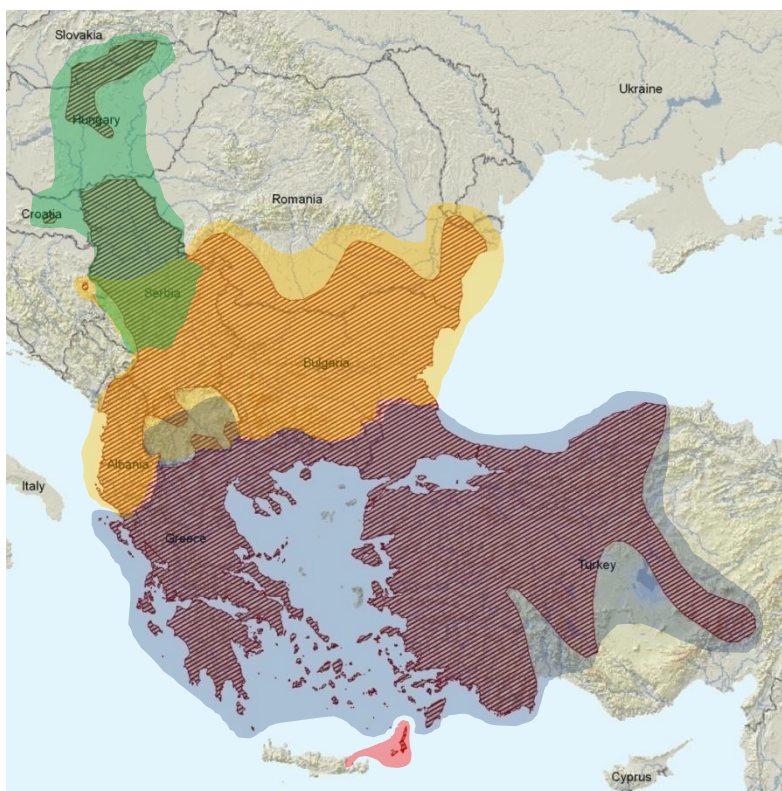 Slovakia
Ukraine
Hungary
Romania
Croatia
Serbia
Bulgaria
Albania
Italy
Greece
Turkey
Cyprus